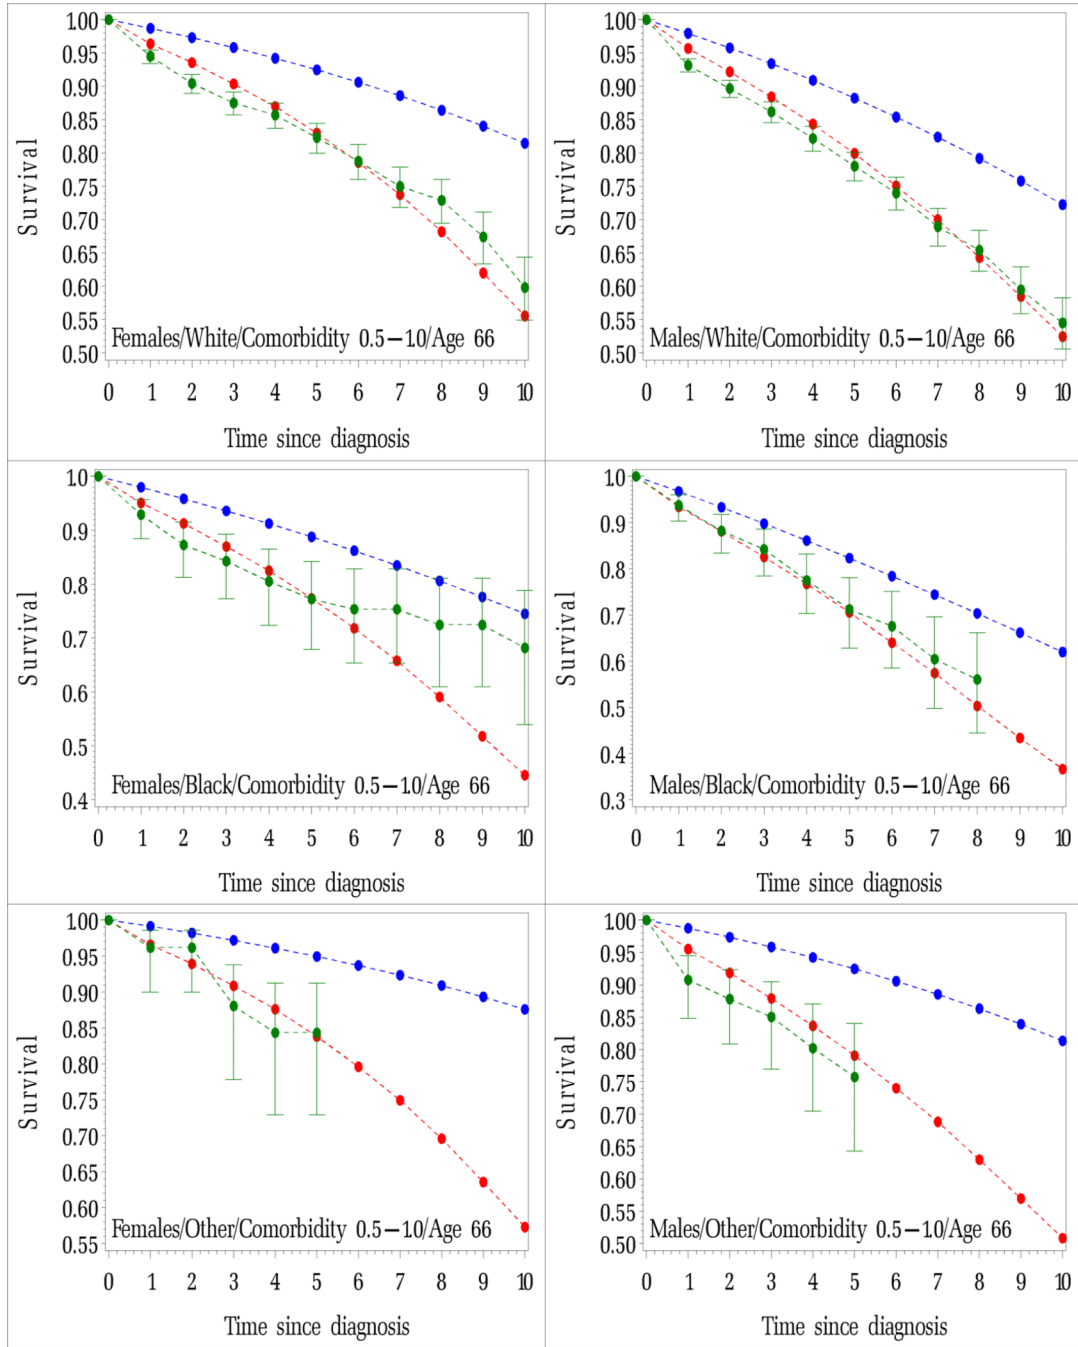 1.00
0.95
0.90
0.85
0.80
0.75
0.70
0.65
0.60
0.55
0.50
Survival
Females/White/Comorbidity 0.5–1.0/Age 66
0 1 2 3 4 5 6 7 8 9 10
Time since diagnosis
1.00
0.95
0.90
0.85
0.80
0.75
0.70
0.65
0.60
0.55
0.50
Survival
Males/White/Comorbidity 0.5–1.0/Age 66
0 1 2 3 4 5 6 7 8 9 10
Time since diagnosis
1.0
0.9
0.8
0.7
0.6
0.5
0.4
Survival
Females/Black/Comorbidity 0.5–1.0/Age 66
0 1 2 3 4 5 6 7 8 9 10
Time since diagnosis
1.0
0.9
0.8
0.7
0.6
0.5
0.4
0.3
Survival
Males/Black/Comorbidity 0.5–1.0/Age 66
0 1 2 3 4 5 6 7 8 9 10
Time since diagnosis
1.00
0.95
0.90
0.85
0.80
0.75
0.70
0.65
0.60
0.55
Survival
Females/Other/Comorbidity 0.5–1.0/Age 66
0 1 2 3 4 5 6 7 8 9 10
Time since diagnosis
1.00
0.95
0.90
0.85
0.80
0.75
0.70
0.65
0.60
0.55
0.50
Survival
Males/Other/Comorbidity 0.5–1.0/Age 66
0 1 2 3 4 5 6 7 8 9 10
Time since diagnosis